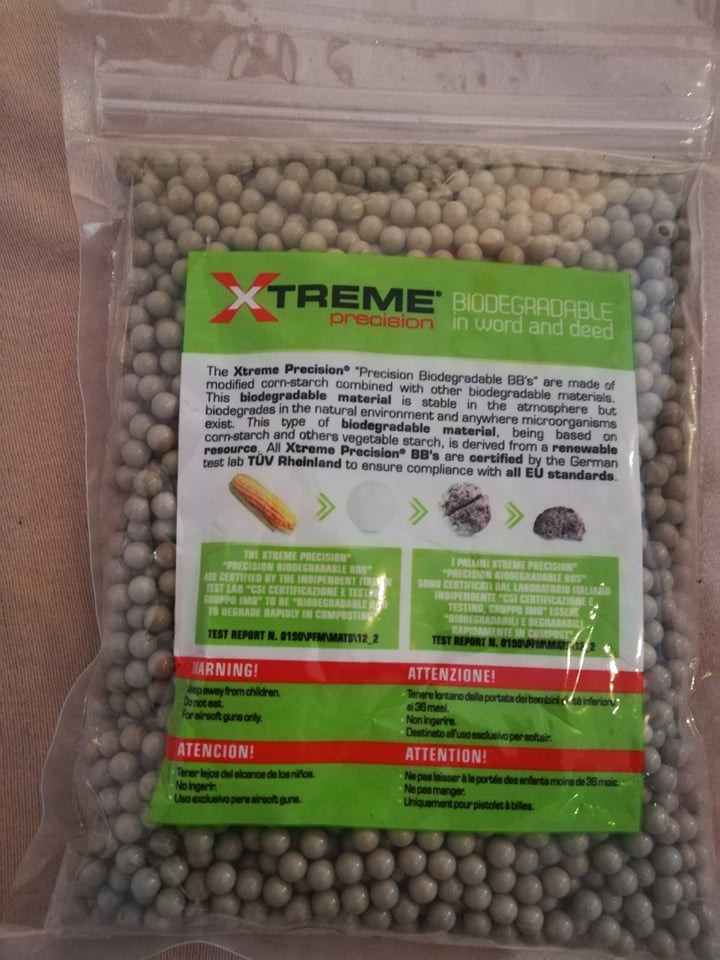 XTREME®
precision
BIODEGRADABLE
in word and deed
The Xtreme Precision® "Precision Biodegradable BB's" are made of
modified corn-starch combined with other biodegradable materials.
This biodegradable material is stable in the atmosphere but
biodegrades in the natural environment and anywhere microorganisms
exist. This type of biodegradable material, being based on
corn-starch and others vegetable starch, is derived from a renewable
resource. All Xtreme Precision® BB's are certified by the German
test lab TÜV Rheinland to ensure compliance with all EU standards.
THE XTREME PRECISION®
"PRECISION BIODEGRADABLE BBS"
ARE CERTIFIED BY THE INDIPENDENT ITALIAN
TEST LAB "CSI CERTIFICAZIONE E TESTING,
GRUPPO IMQ" TO BE "BIODEGRADABLE AND
TO DEGRADE RAPIDLY IN COMPOSTING
TEST REPORT N. 0190\FPM\MATS\12_2
I PALLINI XTREME PRECISION®
"PRECISION BIODEGRADABLE BBS"
SONO CERTIFICATI DAL LABORATORIO ITALIANO
INDIPENDENTE "CSI CERTIFICAZIONE E
TESTING, GRUPPO IMQ" ESSERE
"BIODEGRADABILI E DEGRADABILI
RAPIDAMENTE IN COMPOST"
TEST REPORT N. 0190\FPM\MATS\12_2
WARNING!
Keep away from children.
Do not eat.
For airsoft guns only.
ATTENZIONE!
Tenere lontano dalla portata dei bambini di età inferiore
ai 36 mesi.
Non ingerire.
Destinato all'uso esclusivo per softair.
ATENCION!
Tener lejos del alcance de los niños.
No ingerir.
Uso exclusivo para airsoft guns.
ATTENTION!
Ne pas laisser à le portée des enfants moins de 36 mois.
Ne pas manger.
Uniquement pour pistolet à billes.